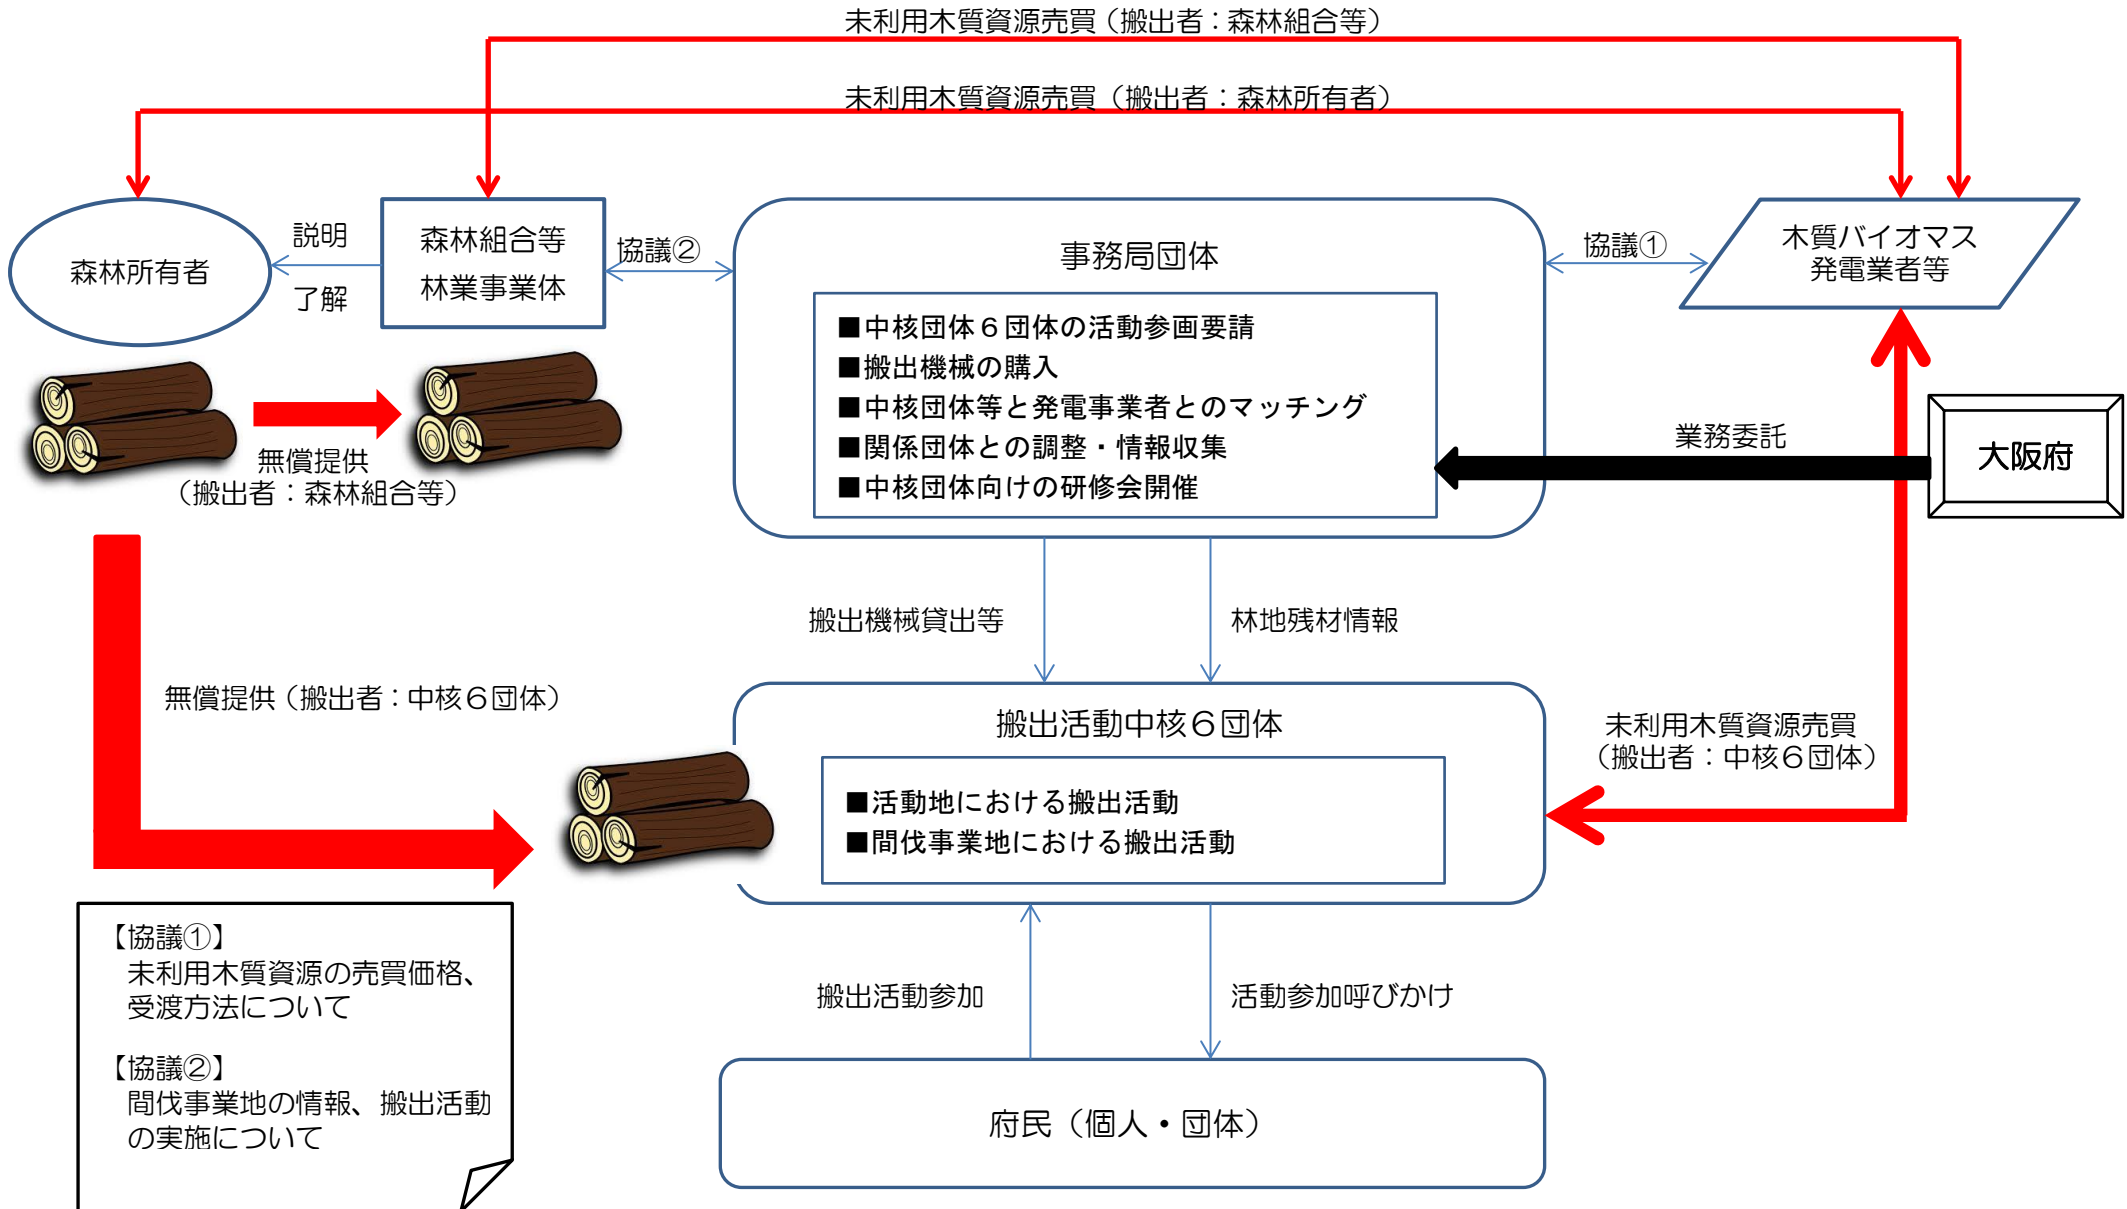 未利用木質資源売買（搬出者：森林組合等）
未利用木質資源売買（搬出者：森林所有者）
森林所有者
説明
了解
森林組合等
林業事業体
協議②
事務局団体
■中核団体６団体の活動参画要請
■搬出機械の購入
■中核団体等と発電事業者とのマッチング
■関係団体との調整・情報収集
■中核団体向けの研修会開催
協議①
木質バイオマス
発電業者等
業務委託
大阪府
無償提供
（搬出者：森林組合等）
搬出機械貸出等
林地残材情報
無償提供（搬出者：中核６団体）
搬出活動中核６団体
■活動地における搬出活動
■間伐事業地における搬出活動
未利用木質資源売買
（搬出者：中核６団体）
【協議①】
未利用木質資源の売買価格、
受渡方法について
【協議②】
間伐事業地の情報、搬出活動
の実施について
搬出活動参加
活動参加呼びかけ
府民（個人・団体）